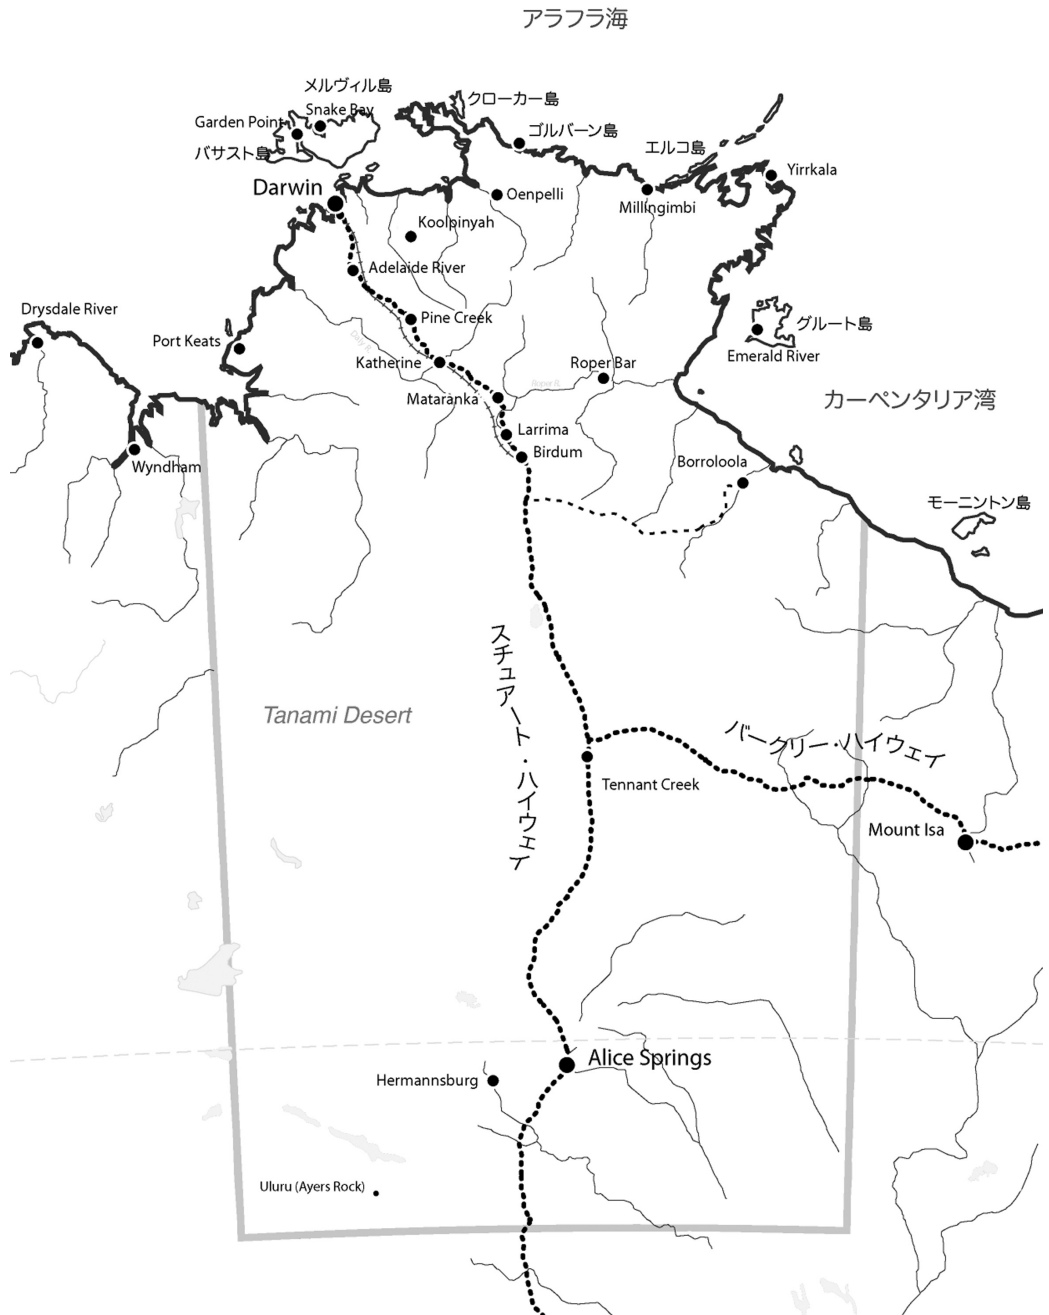 アラフラ海
メルヴィル島
クローカー島
Snake Bay
Garden Point
ゴルバーン島
バサスト島
エルコ島
Yirrkala
Darwin
Oenpelli
Millingimbi
Koolpinyah
Adelaide River
Drysdale River
Pine Creek
グルート島
Port Keats
Daly R.
Emerald River
Katherine
Roper Bar
Roper R.
Mataranka
カーペンタリア湾
Larrima
Birdum
Borroloola
Wyndham
モーニントン島
スチュアート・ハイウェイ
Tanami Desert
バークリー・ハイウェイ
Tennant Creek
Mount Isa
Alice Springs
Hermannsburg
Uluru (Ayers Rock)